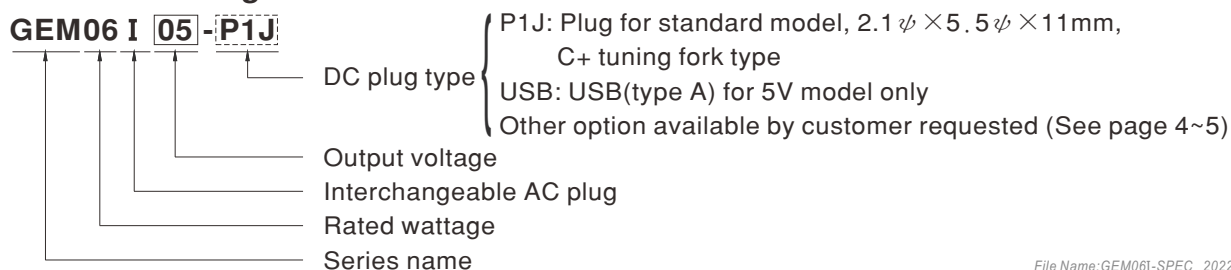 GEM06 I 05 - P1J
P1J: Plug for standard model, 2.1ψ×5.5ψ×11mm,
C+ tuning fork type
DC plug type
USB: USB(type A) for 5V model only
Other option available by customer requested (See page 4~5)
Output voltage
Interchangeable AC plug
Rated wattage
Series name
File Name:GEM06I-SPEC 2022